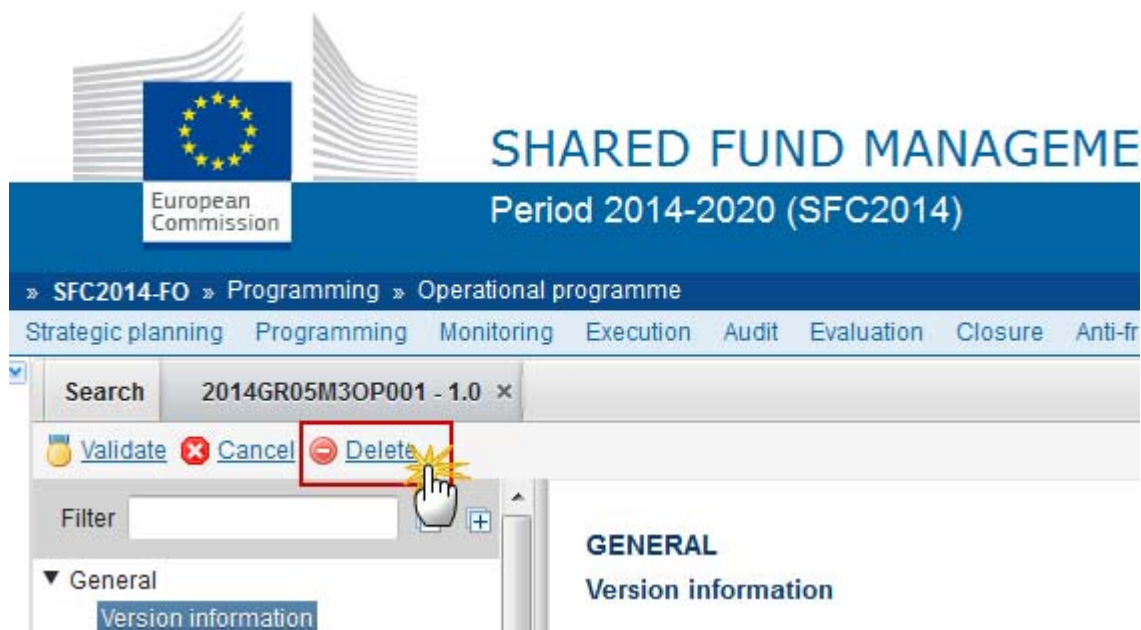 European
Commission
SHARED FUND MANAGEME
Period 2014-2020 (SFC2014)
» SFC2014-FO » Programming » Operational programme
Strategic planning Programming Monitoring Execution Audit Evaluation Closure Anti-fr
Search 2014GR05M3OP001 - 1.0 ×
Validate Cancel Delete
Filter
▼ General
Version information
GENERAL
Version information